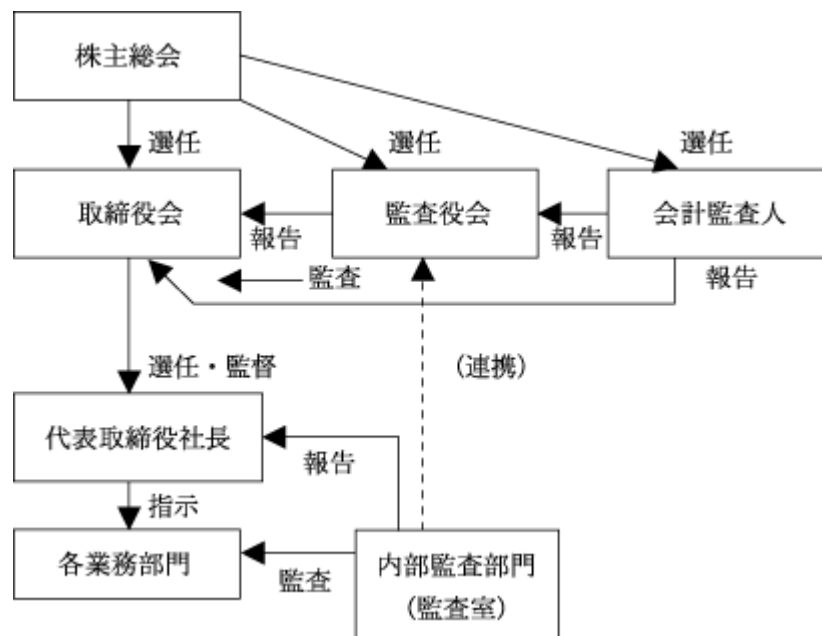 株主総会
選任
選任
選任
取締役会
監査役会
会計監査人
報告
報告
監査
報告
選任・監督
(連携)
代表取締役社長
報告
指示
各業務部門
監査
内部監査部門
(監査室)